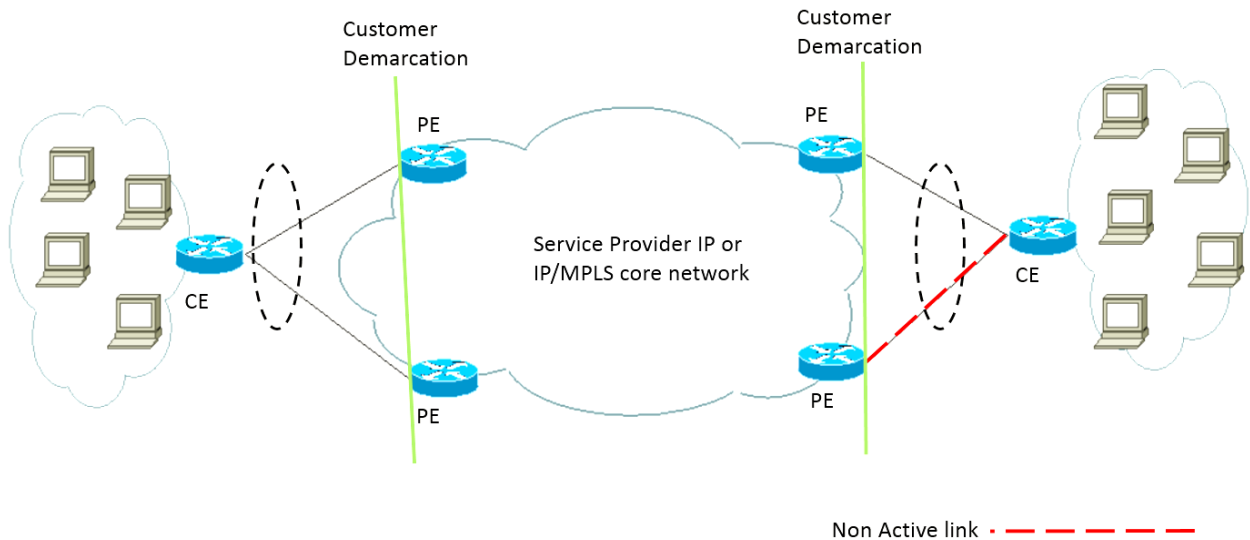 Customer
Demarcation
Customer
Demarcation
PE
PE
Service Provider IP or
IP/MPLS core network
CE
CE
PE
PE
Non Active link